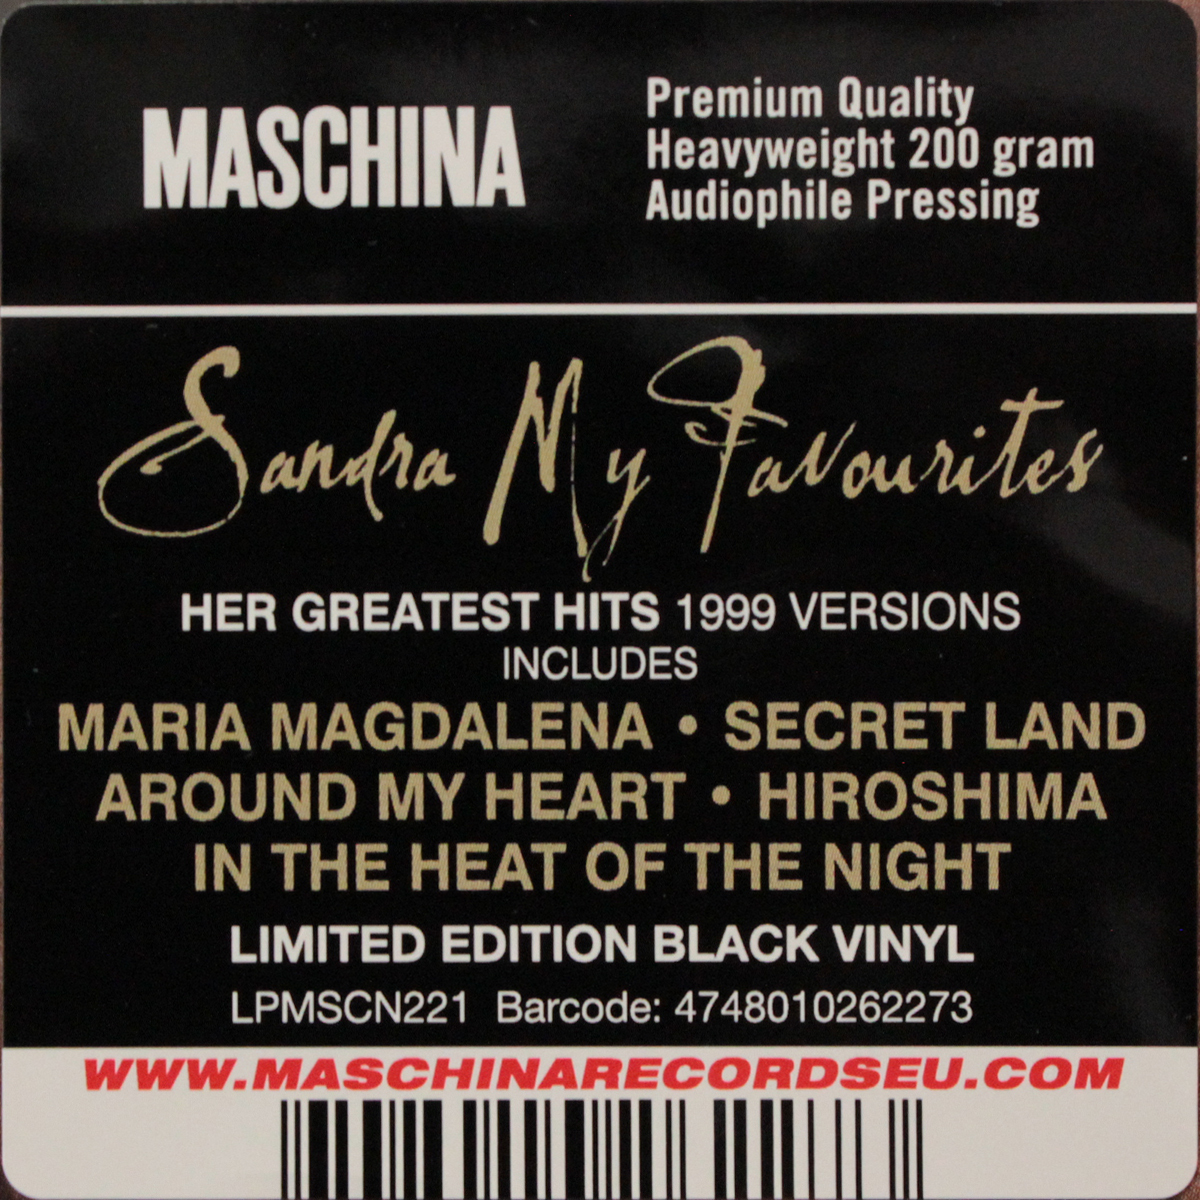 MASCHINA
Premium Quality
Heavyweight 200 gram
Audiophile Pressing
Sandra My Favourites
HER GREATEST HITS 1999 VERSIONS
INCLUDES
MARIA MAGDALENA • SECRET LAND
AROUND MY HEART • HIROSHIMA
IN THE HEAT OF THE NIGHT
LIMITED EDITION BLACK VINYL
LPMSCN221 Barcode: 4748010262273
WWW.MASCHINARECORDSEU.COM